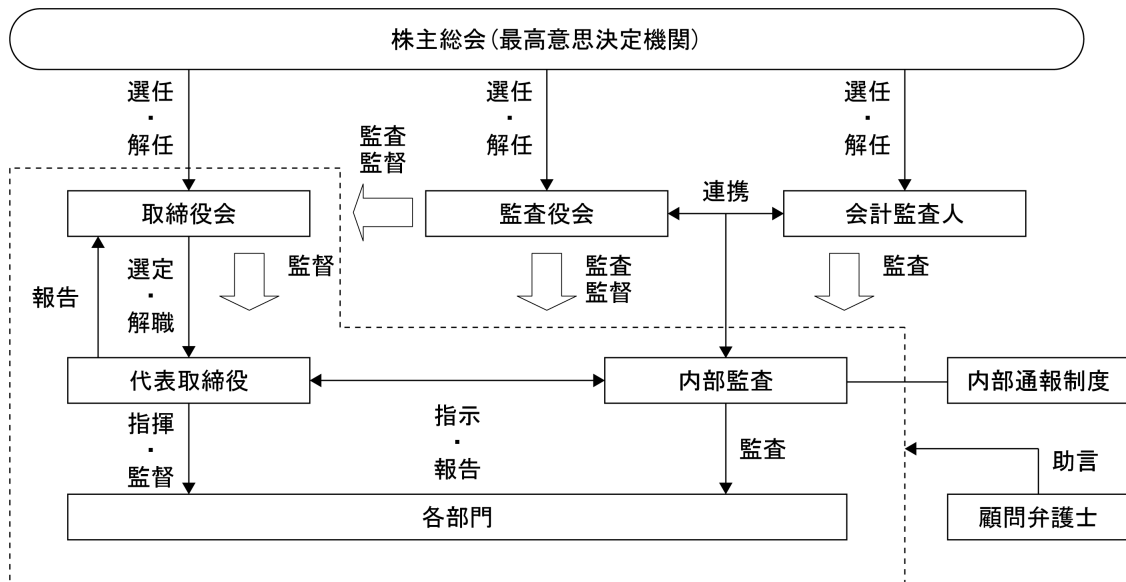 株主総会(最高意思決定機関)
選任
・
解任
選任
・
解任
選任
・
解任
監査
監督
取締役会
監査役会
連携
会計監査人
報告
選定
・
解職
監督
監査
監督
監査
代表取締役
内部監査
内部通報制度
指揮
・
監督
指示
・
報告
監査
助言
各部門
顧問弁護士